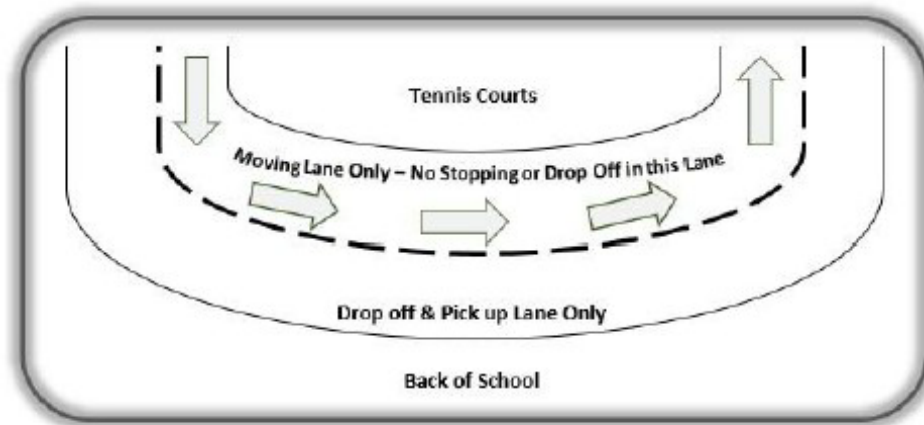 Tennis Courts
Moving Lane Only – No Stopping or Drop Off in this Lane
Drop off & Pick up Lane Only
Back of School